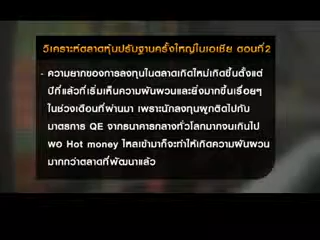 วิเคราะห์ตลาดหุ้นปรับฐานครั้งใหญ่ในเอเชีย ตอนที่2
- ความยากของการลงทุนในตลาดเกิดใหม่เกิดขึ้นตั้งแต่
ปีที่แล้วที่เริ่มเห็นความผันผวนและยิ่งมากขึ้นเรื่อยๆ
ในช่วงเดือนที่ผ่านมา เพราะนักลงทุนผูกติดไปกับ
มาตรการ QE จากธนาคารกลางทั่วโลกมากจนเกินไป
พอ Hot money ไหลเข้ามาก็จะทำให้เกิดความผันผวน
มากกว่าตลาดที่พัฒนาแล้ว